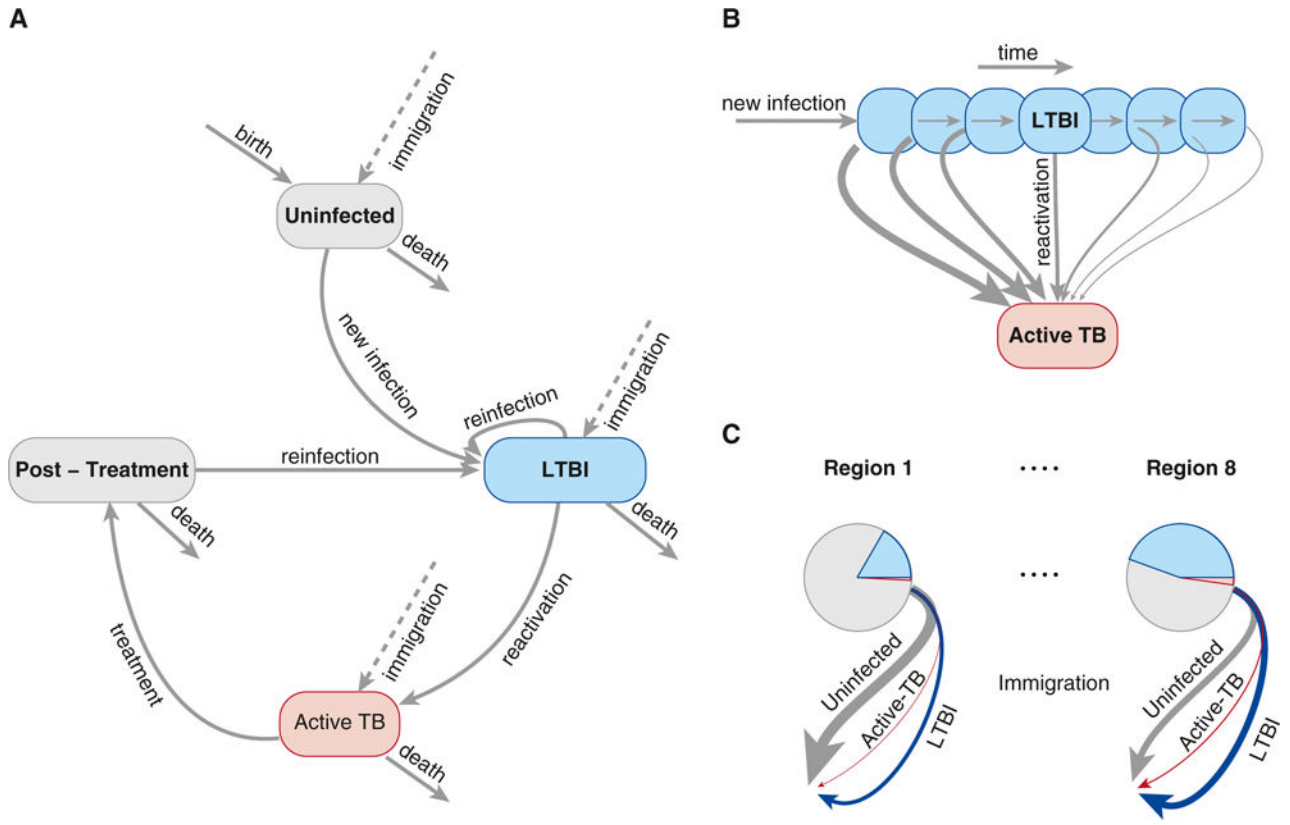 A
immigration
birth
Uninfected
death
new infection
immigration
reinfection
Post – Treatment
reinfection
LTBI
death
death
immigration
reactivation
treatment
Active TB
death
B
time
new infection
LTBI
reactivation
Active TB
C
Region 1
....
Region 8
....
Uninfected
Active-TB
LTBI
Immigration
Uninfected
Active-TB
LTBI